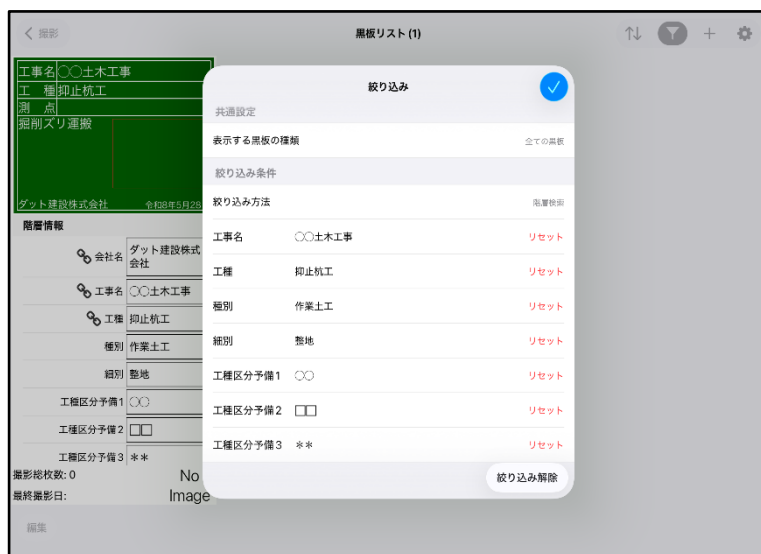 撮影
黒板リスト (1)
工事名 ○○土木工事
工 種 抑止杭工
測 点
掘削ズリ運搬
ダット建設株式会社 令和8年5月28
階層情報
会社名 ダット建設株式会社
工事名 ○○土木工事
工種 抑止杭工
種別 作業土工
細別 整地
工種区分予備1 ○○
工種区分予備2 □□
工種区分予備3 **
撮影総枚数: 0
最終撮影日:
No
Image
編集
絞り込み
共通設定
表示する黒板の種類 全ての黒板
絞り込み条件
絞り込み方法 階層検索
工事名 ○○土木工事 リセット
工種 抑止杭工 リセット
種別 作業土工 リセット
細別 整地 リセット
工種区分予備1 ○○ リセット
工種区分予備2 □□ リセット
工種区分予備3 ** リセット
絞り込み解除